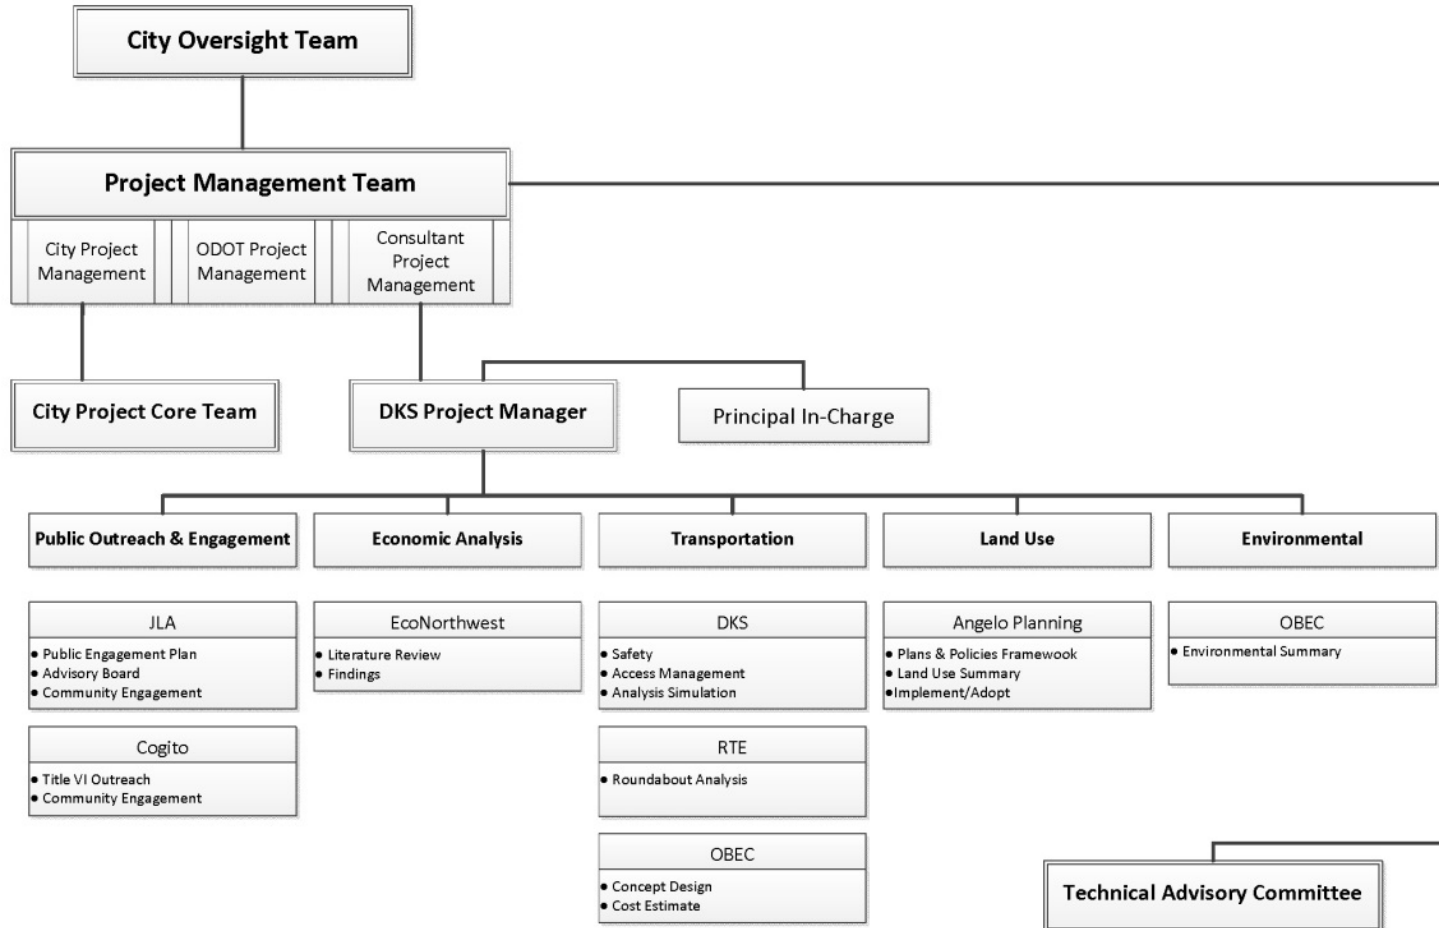 City Oversight Team
Project Management Team
City Project
Management
ODOT Project
Management
Consultant
Project
Management
City Project Core Team
DKS Project Manager
Principal In-Charge
Public Outreach & Engagement
Economic Analysis
Transportation
Land Use
Environmental
JLA
• Public Engagement Plan
• Advisory Board
• Community Engagement
Cogito
• Title VI Outreach
• Community Engagement
EcoNorthwest
• Literature Review
• Findings
DKS
• Safety
• Access Management
• Analysis Simulation
RTE
• Roundabout Analysis
OBEC
• Concept Design
• Cost Estimate
Angelo Planning
• Plans & Policies Framewook
• Land Use Summary
•Implement/Adopt
OBEC
• Environmental Summary
Technical Advisory Committee